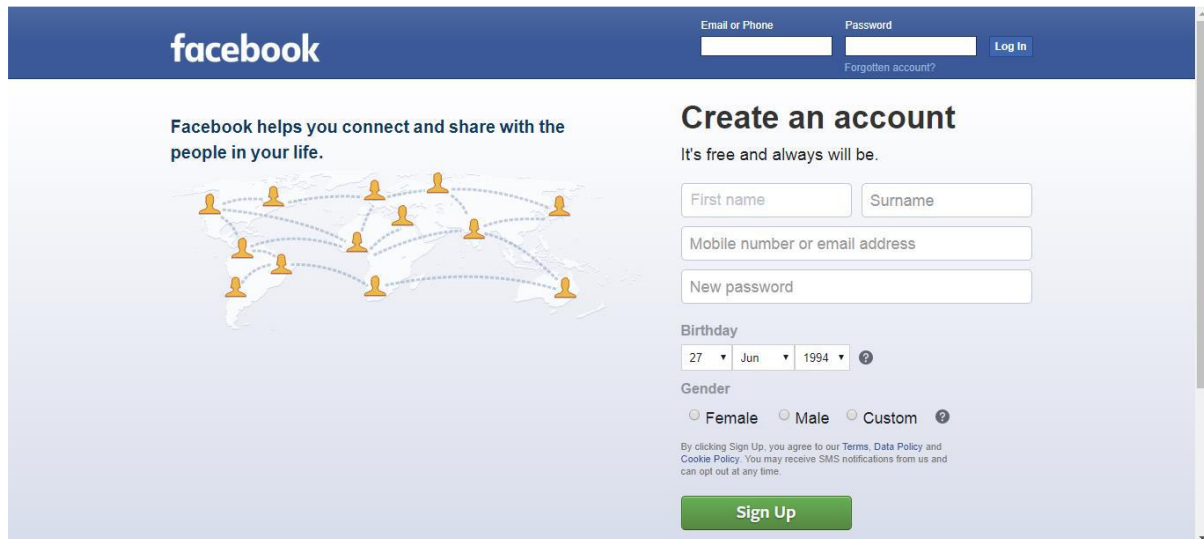 facebook
Email or Phone
Password
Log In
Forgotten account?
Facebook helps you connect and share with the
people in your life.
Create an account
It's free and always will be.
First name
Surname
Mobile number or email address
New password
Birthday
27 Jun 1994
Gender
Female Male Custom
By clicking Sign Up, you agree to our Terms, Data Policy and
Cookie Policy. You may receive SMS notifications from us and
can opt out at any time.
Sign Up